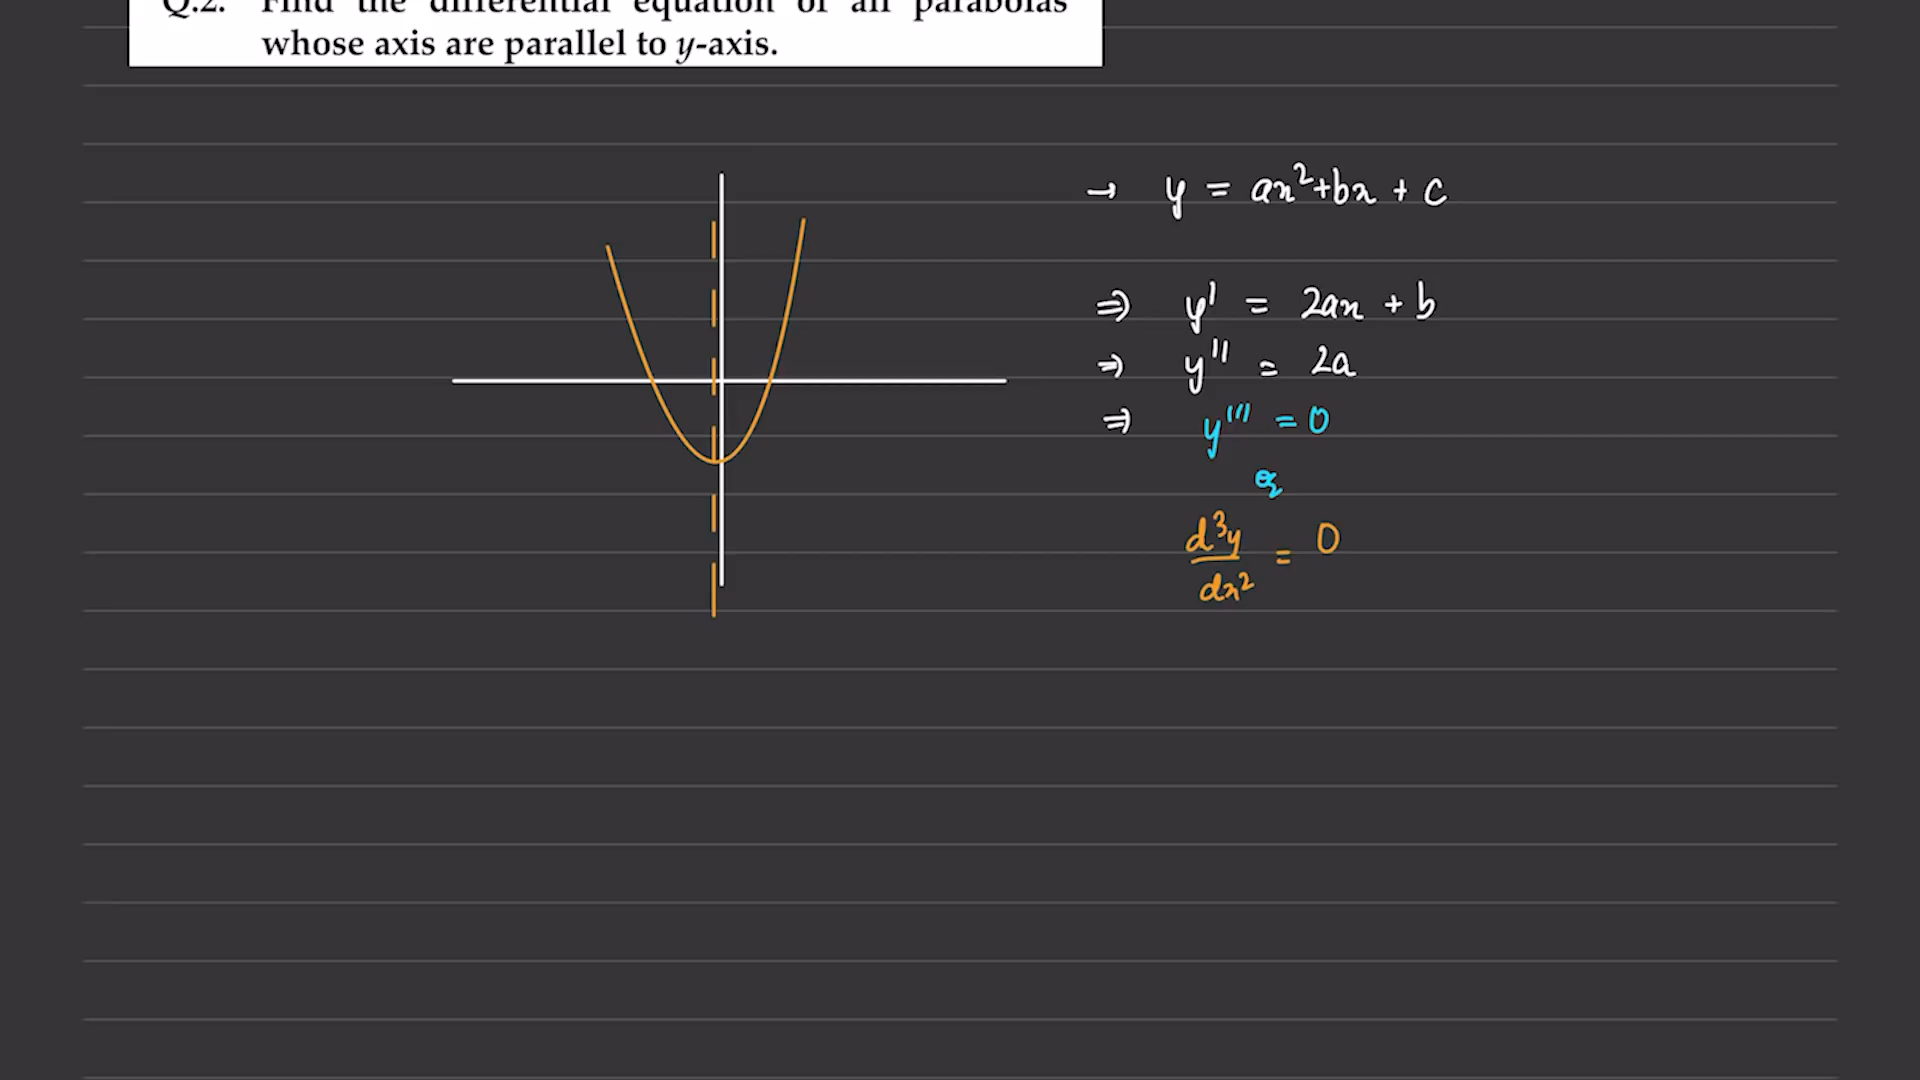 Q.2. Find the differential equation of all parabolas
whose axis are parallel to y-axis.
→ y = ax²+bx + c
⇒ y' = 2ax + b
⇒ y'' = 2a
⇒ y''' = 0
or
d³y/dx² = 0